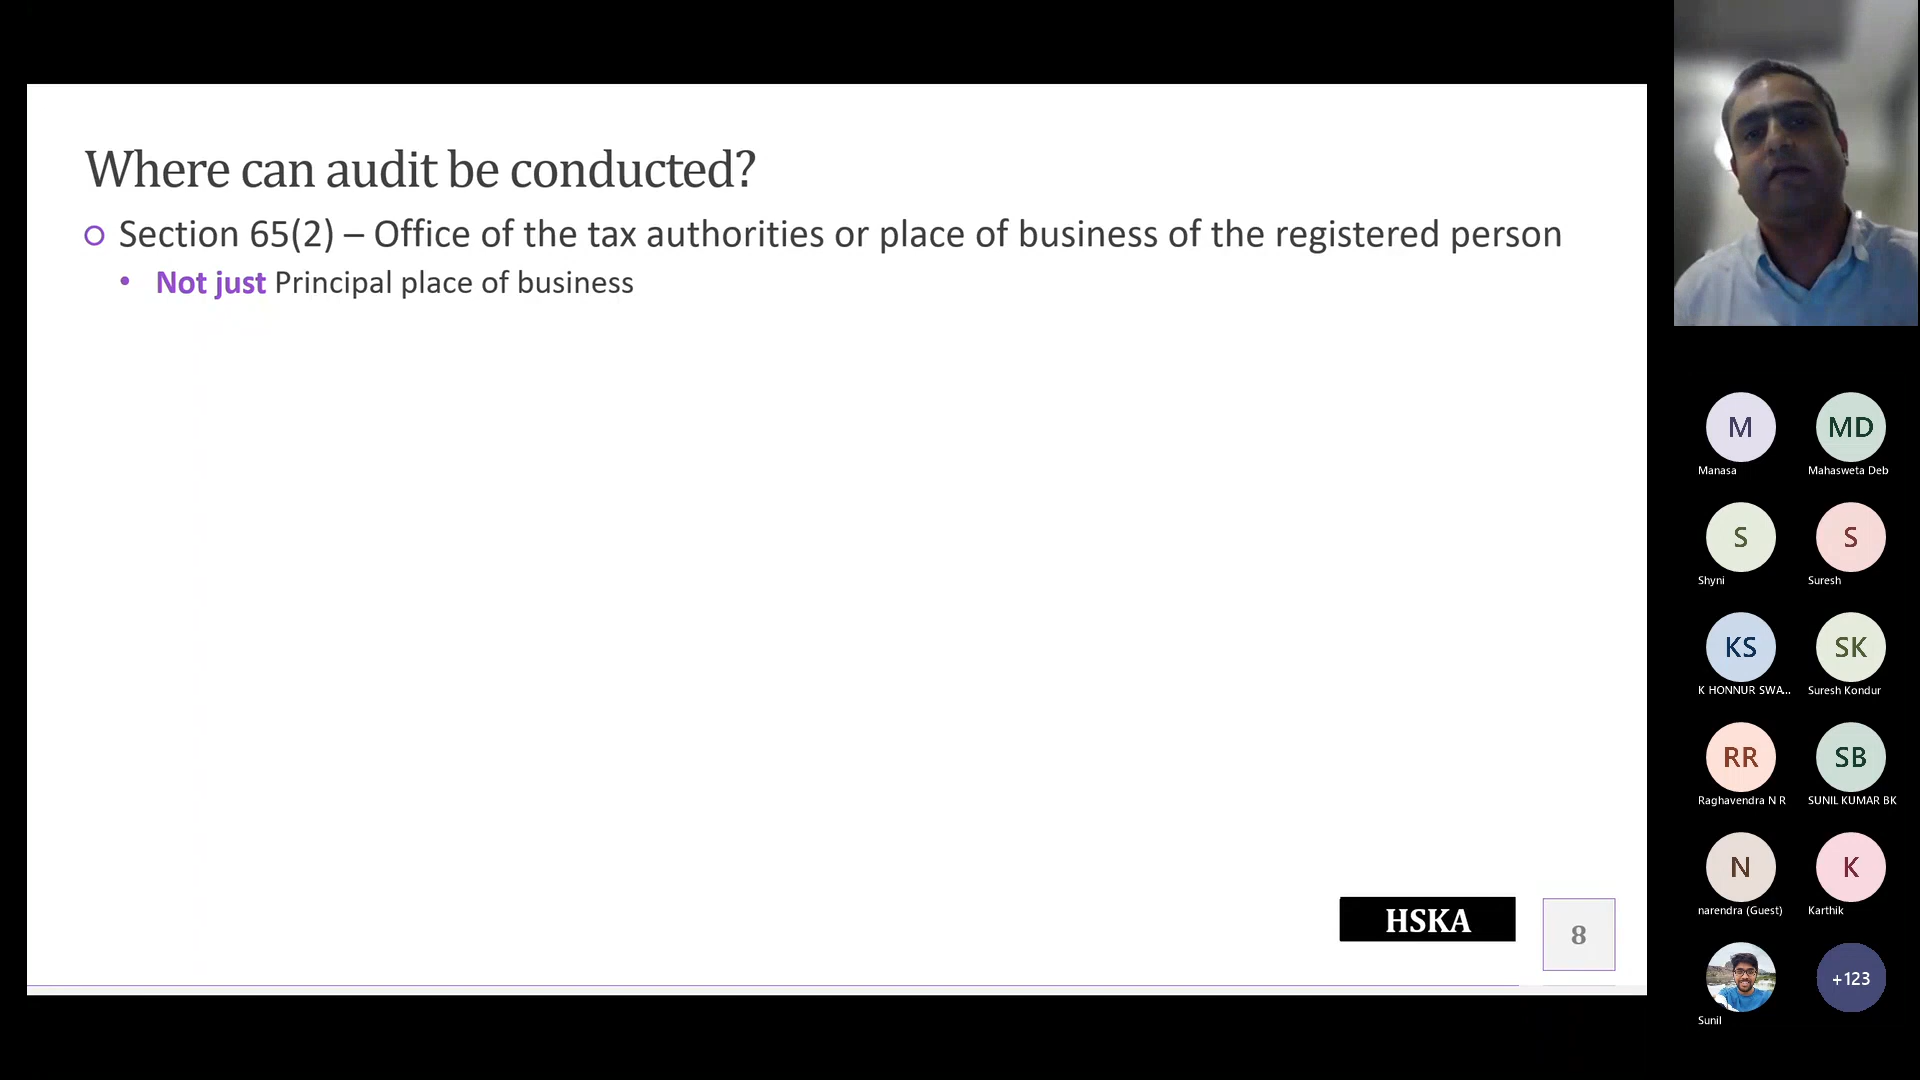 Where can audit be conducted?
Section 65(2) – Office of the tax authorities or place of business of the registered person
• Not just Principal place of business
HSKA
8
M
MD
Manasa
Mahasweta Deb
S
S
Shyni
Suresh
KS
SK
K HONNUR SWA...
Suresh Kondur
RR
SB
Raghavendra N R
SUNIL KUMAR BK
N
K
narendra (Guest)
Karthik
+123
Sunil